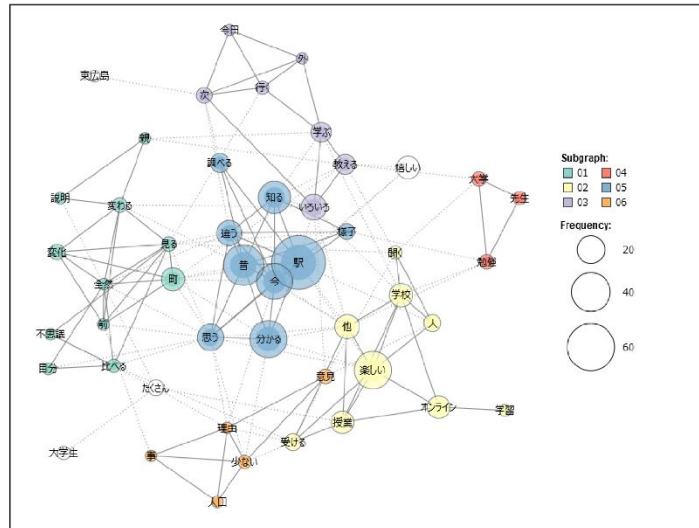 今田
外
東広島
次
行く
学ぶ
親
調べる
教える
嬉しい
大学
先生
説明
変わる
知る
いろいろ
違う
様子
変化
見る
昔
駅
聞く
全然
町
今
学校
前
他
人
不思議
思う
分かる
自分
比べる
楽しい
意見
たくさん
オンライン
学習
理由
授業
受ける
大学生
事
少ない
人口
Subgraph:
01
04
02
05
03
06
Frequency:
20
40
60